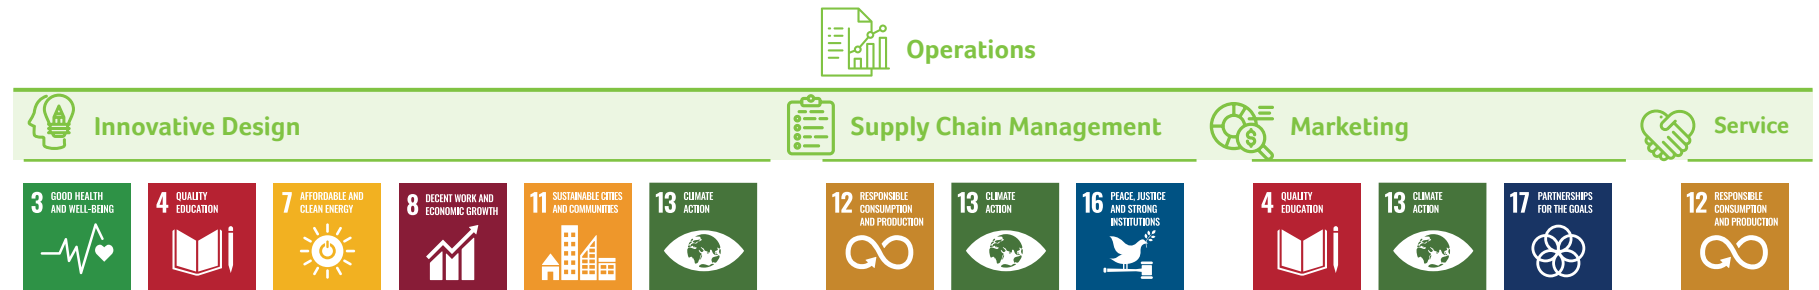 Operations
Innovative Design
Supply Chain Management
Marketing
Service
3 GOOD HEALTH
AND WELL-BEING
4 QUALITY
EDUCATION
7 AFFORDABLE AND
CLEAN ENERGY
8 DECENT WORK AND
ECONOMIC GROWTH
11 SUSTAINABLE CITIES
AND COMMUNITIES
13 CLIMATE
ACTION
12 RESPONSIBLE
CONSUMPTION
AND PRODUCTION
13 CLIMATE
ACTION
16 PEACE, JUSTICE
AND STRONG
INSTITUTIONS
4 QUALITY
EDUCATION
13 CLIMATE
ACTION
17 PARTNERSHIPS
FOR THE GOALS
12 RESPONSIBLE
CONSUMPTION
AND PRODUCTION